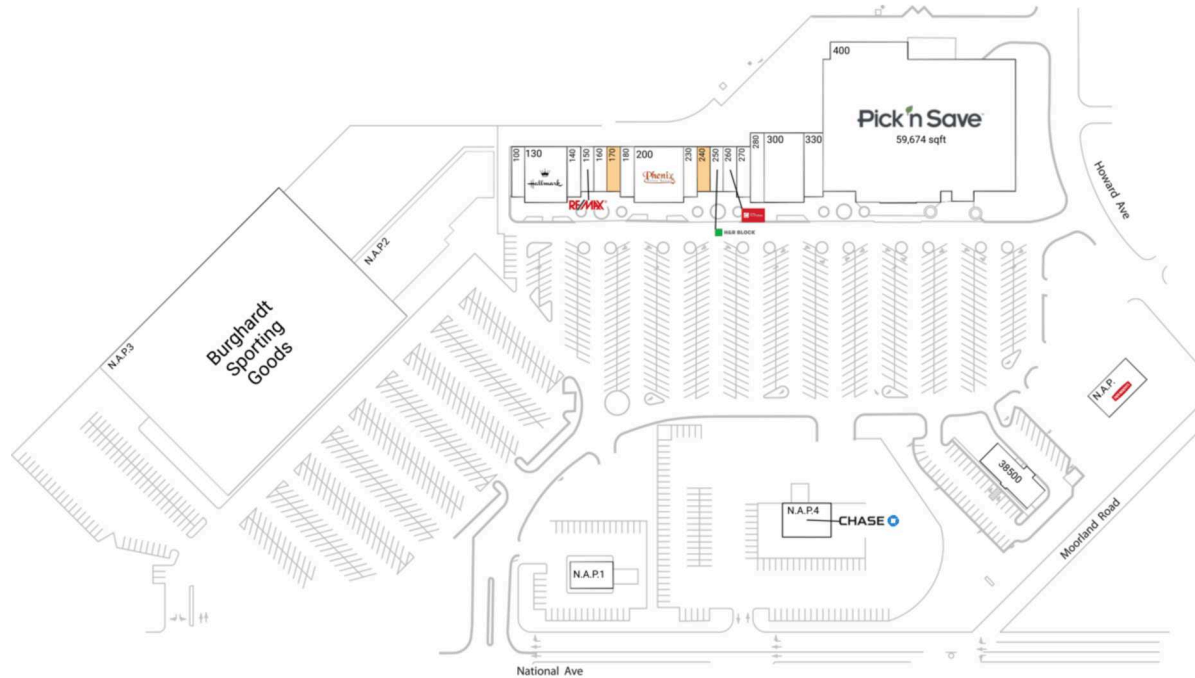 400
Pick'n Save
59,674 sqft
100
130
Hallmark
140
150
160
170
180
200
Phenix
230
240
250
260
270
280
300
330
RE/MAX
H&R BLOCK
Howard Ave
N.A.P.2
N.A.P.3
Burghardt
Sporting
Goods
N.A.P.
38500
N.A.P.4
CHASE
Moorland Road
N.A.P.1
National Ave